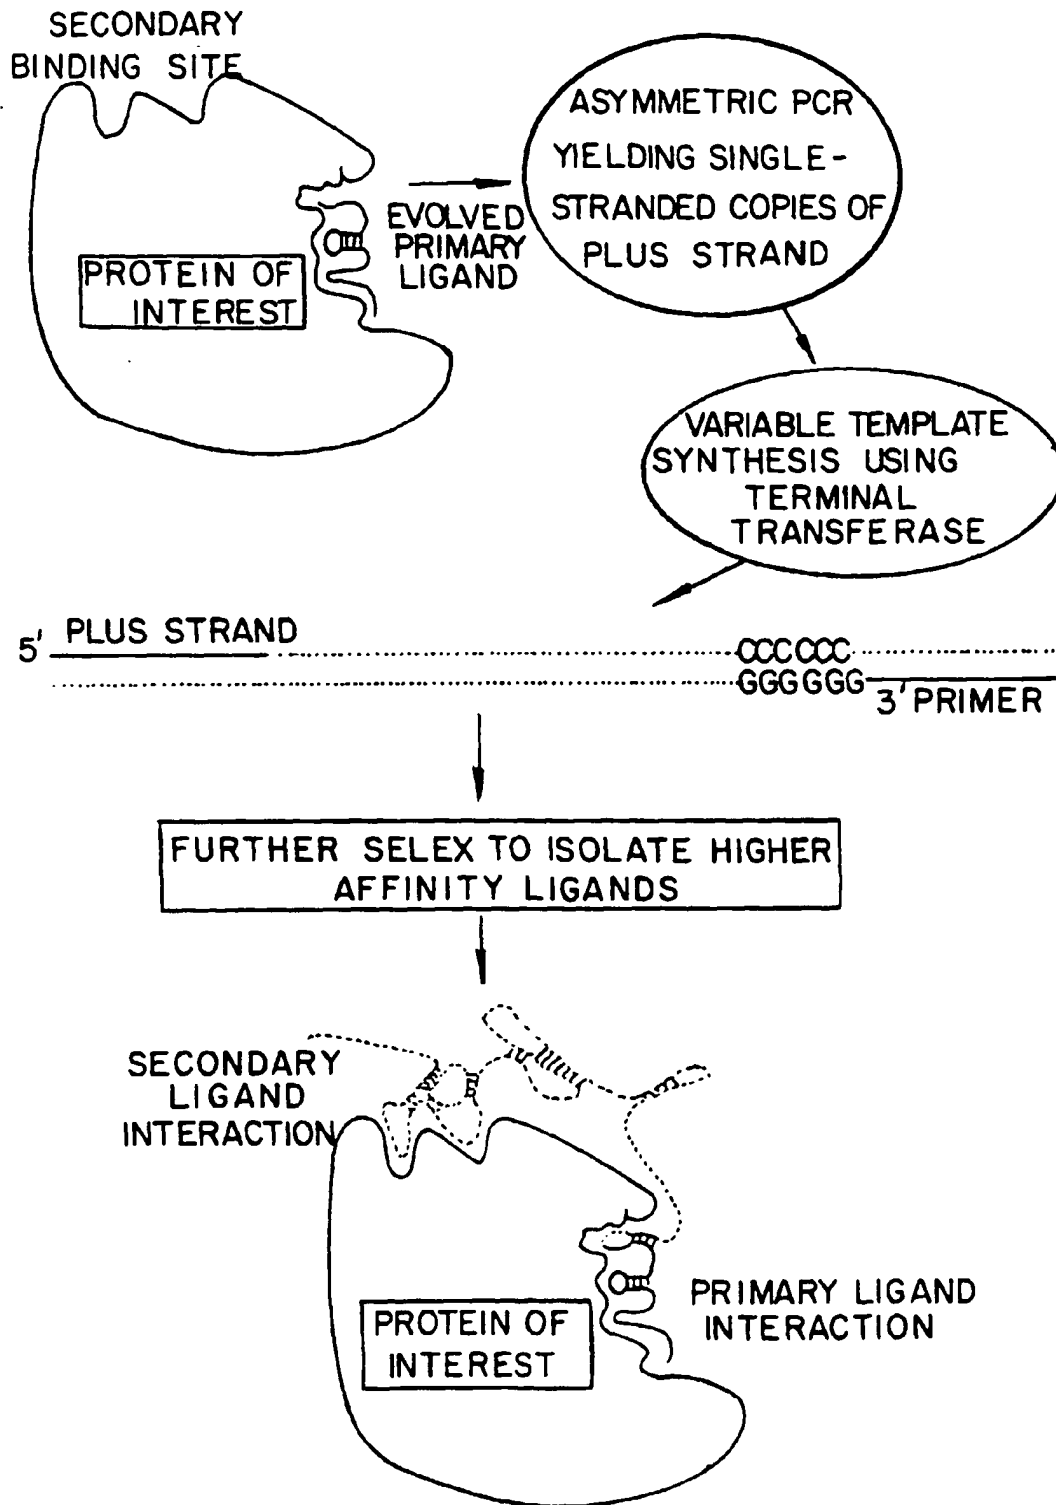 SECONDARY
BINDING SITE
ASYMMETRIC PCR
YIELDING SINGLE-
STRANDED COPIES OF
PLUS STRAND
EVOLVED
PRIMARY
LIGAND
PROTEIN OF
INTEREST
VARIABLE TEMPLATE
SYNTHESIS USING
TERMINAL
TRANSFERASE
5' PLUS STRAND
CCCCCC
GGGGGG
3' PRIMER
FURTHER SELEX TO ISOLATE HIGHER
AFFINITY LIGANDS
SECONDARY
LIGAND
INTERACTION
PRIMARY LIGAND
INTERACTION
PROTEIN OF
INTEREST